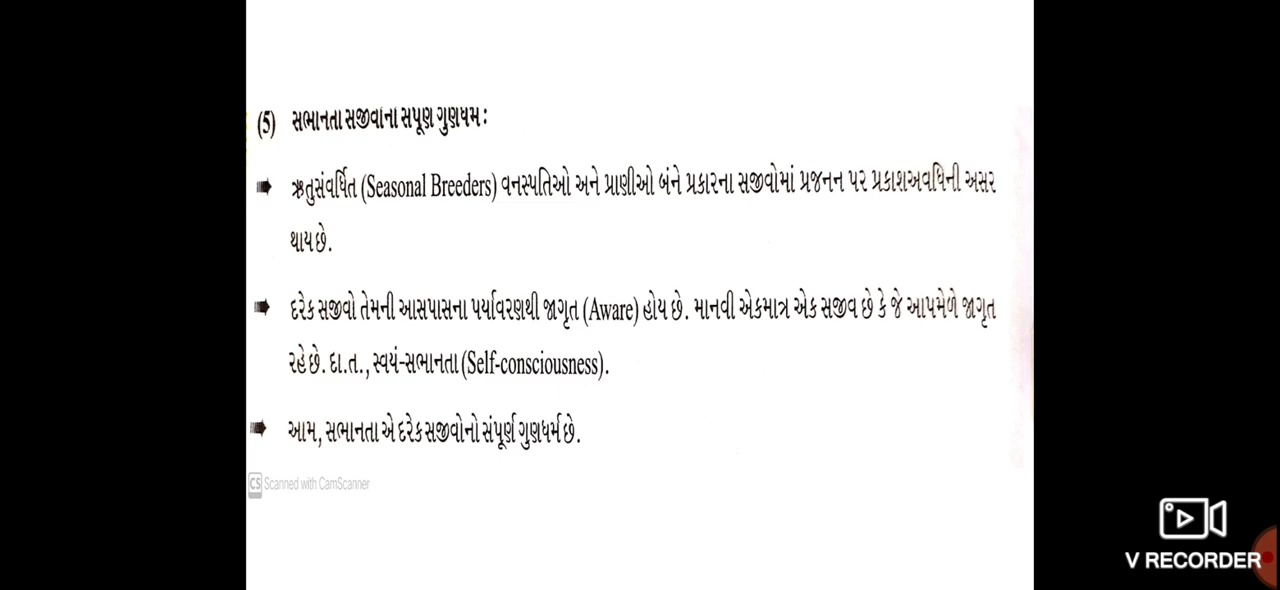 (5) સભાનતા સજીવોનો સંપૂર્ણ ગુણધર્મ :
ઋતુસંવર્ધિત (Seasonal Breeders) વનસ્પતિઓ અને પ્રાણીઓ બંને પ્રકારના સજીવોમાં પ્રજનન પર પ્રકાશઅવધિની અસર
થાય છે.
દરેક સજીવો તેમની આસપાસના પર્યાવરણથી જાગૃત (Aware) હોય છે. માનવી એકમાત્ર એક સજીવ છે કે જે આપમેળે જાગૃત
રહે છે. દા.ત., સ્વયં-સભાનતા (Self-consciousness).
આમ, સભાનતા એ દરેક સજીવોનો સંપૂર્ણ ગુણધર્મ છે.
CS Scanned with CamScanner
V RECORDER